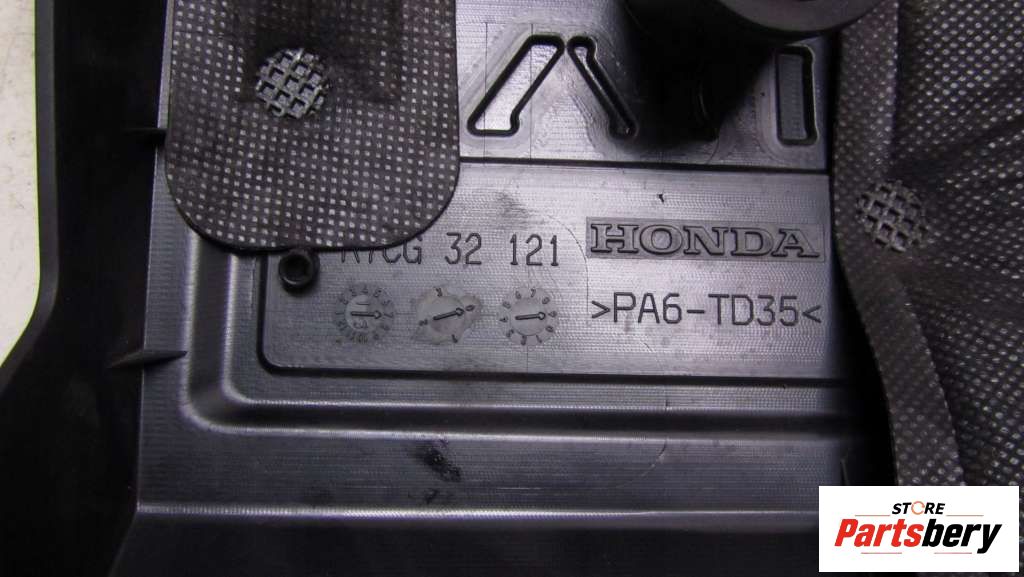 32 121 HONDA
>PA6-TD35<
STORE
Partsbery